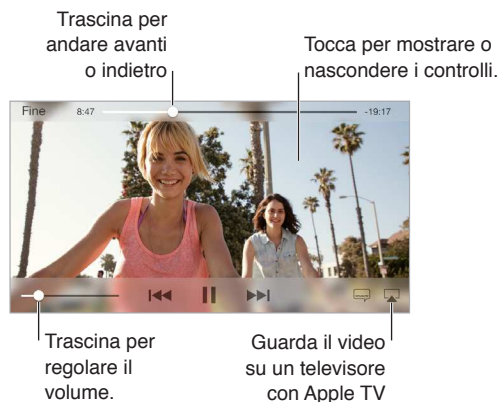 Trascina per
andare avanti
o indietro
Tocca per mostrare o
nascondere i controlli.
Fine 8:47 -19:17
Trascina per
regolare il
volume.
Guarda il video
su un televisore
con Apple TV